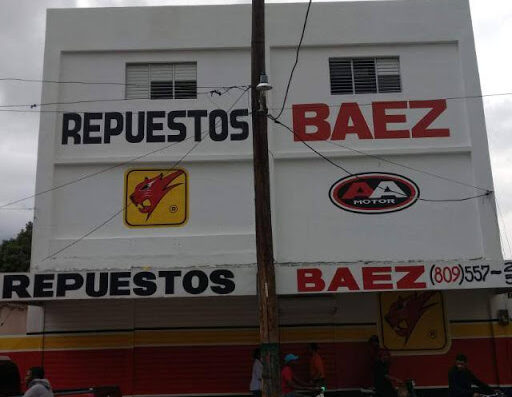 REPUESTOS BAEZ
®
AA
MOTOR
REPUESTOS BAEZ (809)557-
®